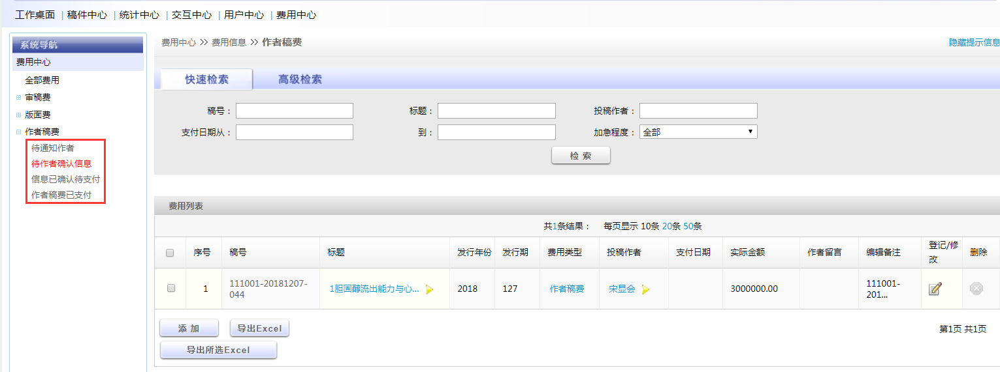 工作桌面 | 稿件中心 | 统计中心 | 交互中心 | 用户中心 | 费用中心
系统导航
费用中心
全部费用
审稿费
版面费
作者稿费
待通知作者
待作者确认信息
信息已确认待支付
作者稿费已支付
费用中心 >> 费用信息 >> 作者稿费
隐藏提示信息
快速检索 高级检索
稿号： 标题： 投稿作者：
支付日期从： 到： 加急程度： 全部
检 索
费用列表
共1条结果： 每页显示 10条 20条 50条
序号 稿号 标题 发行年份 发行期 费用类型 投稿作者 支付日期 实际金额 作者留言 编辑备注 登记/修改 删除
1 111001-20181207-044 1胆固醇流出能力与心... 2018 127 作者稿费 宋显会 3000000.00 111001-201...
添 加 导出Excel
第1页 共1页
导出所选Excel